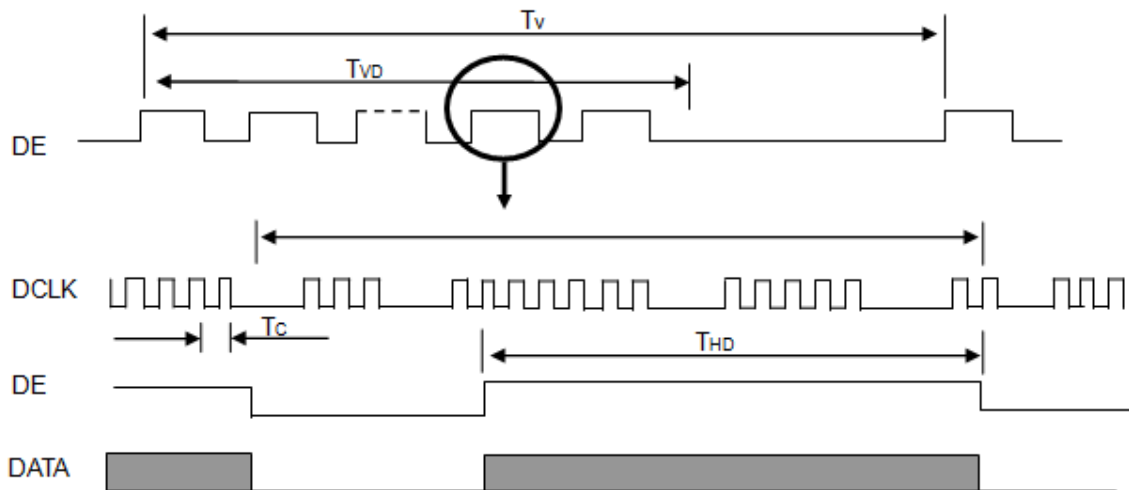 Tv
TVD
DE
DCLK
TC
THD
DE
DATA